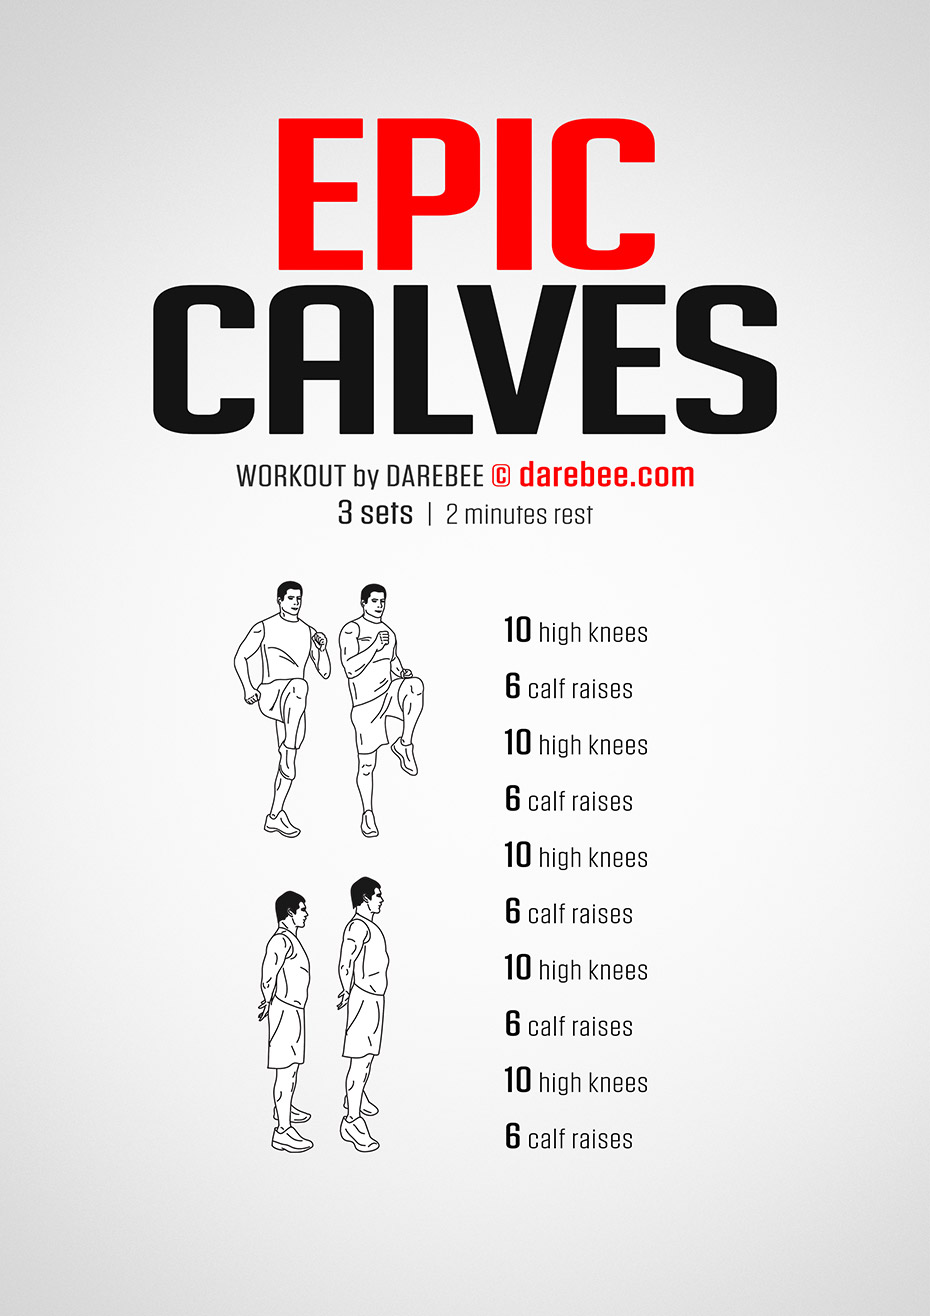 EPIC
CALVES
WORKOUT by DAREBEE © darebee.com
3 sets | 2 minutes rest
10 high knees
6 calf raises
10 high knees
6 calf raises
10 high knees
6 calf raises
10 high knees
6 calf raises
10 high knees
6 calf raises